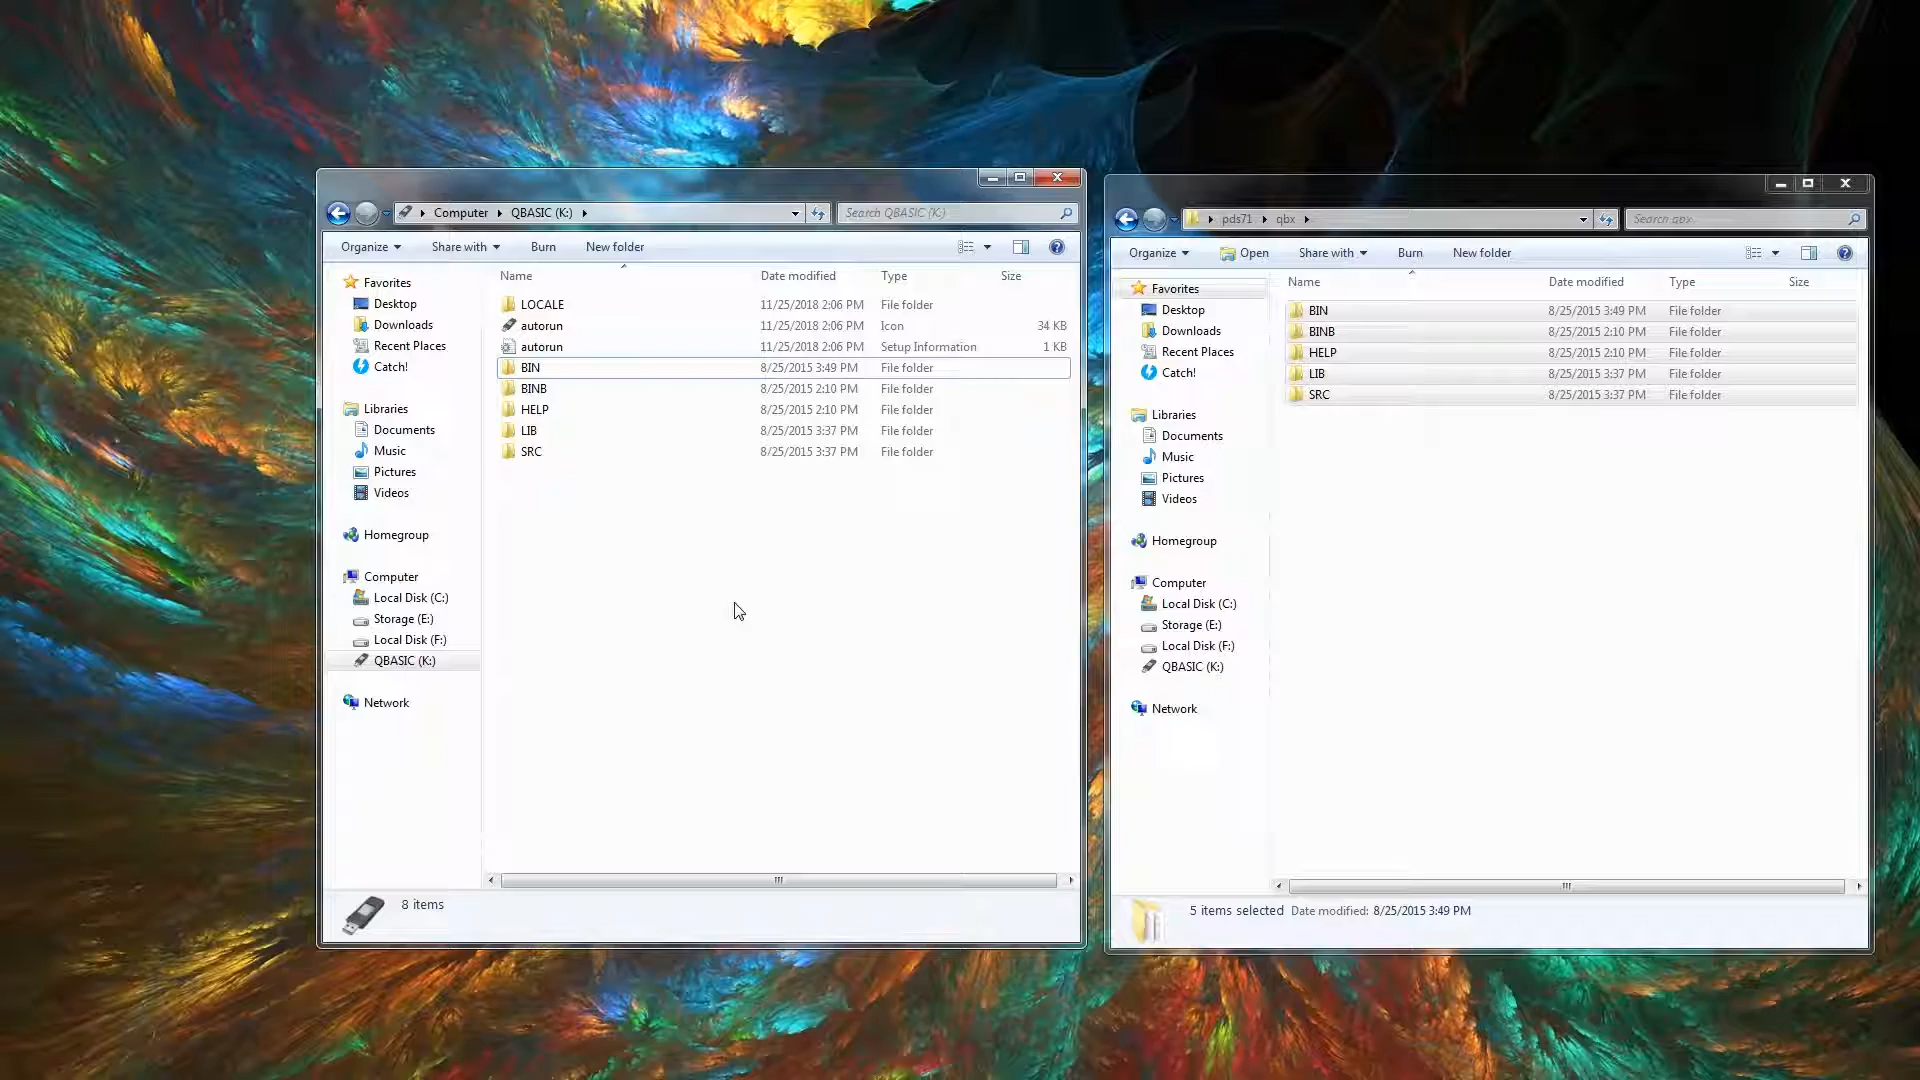 Computer QBASIC (K:) Search QBASIC (K:)
Organize Share with Burn New folder
Name Date modified Type Size
Favorites
Desktop
Downloads
Recent Places
Catch!
Libraries
Documents
Music
Pictures
Videos
Homegroup
Computer
Local Disk (C:)
Storage (E:)
Local Disk (F:)
QBASIC (K:)
Network
LOCALE 11/25/2018 2:06 PM File folder
autorun 11/25/2018 2:06 PM Icon 34 KB
autorun 11/25/2018 2:06 PM Setup Information 1 KB
BIN 8/25/2015 3:49 PM File folder
BINB 8/25/2015 2:10 PM File folder
HELP 8/25/2015 2:10 PM File folder
LIB 8/25/2015 3:37 PM File folder
SRC 8/25/2015 3:37 PM File folder
8 items
pds71 qbx Search qbx
Organize Open Share with Burn New folder
Name Date modified Type Size
Favorites
Desktop
Downloads
Recent Places
Catch!
Libraries
Documents
Music
Pictures
Videos
Homegroup
Computer
Local Disk (C:)
Storage (E:)
Local Disk (F:)
QBASIC (K:)
Network
BIN 8/25/2015 3:49 PM File folder
BINB 8/25/2015 2:10 PM File folder
HELP 8/25/2015 2:10 PM File folder
LIB 8/25/2015 3:37 PM File folder
SRC 8/25/2015 3:37 PM File folder
5 items selected Date modified: 8/25/2015 3:49 PM